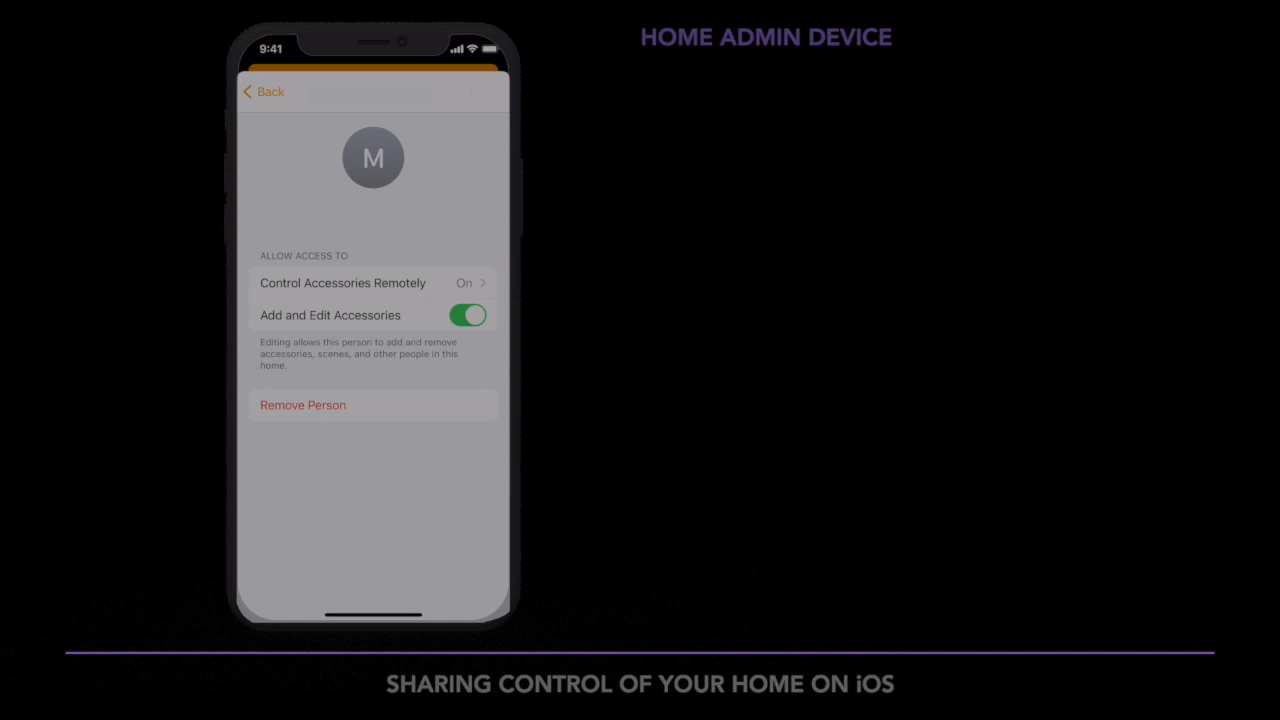 HOME ADMIN DEVICE
9:41
Back
M
ALLOW ACCESS TO
Control Accessories Remotely On
Add and Edit Accessories
Editing allows this person to add and remove
accessories, scenes, and other people in this
home.
Remove Person
SHARING CONTROL OF YOUR HOME ON iOS